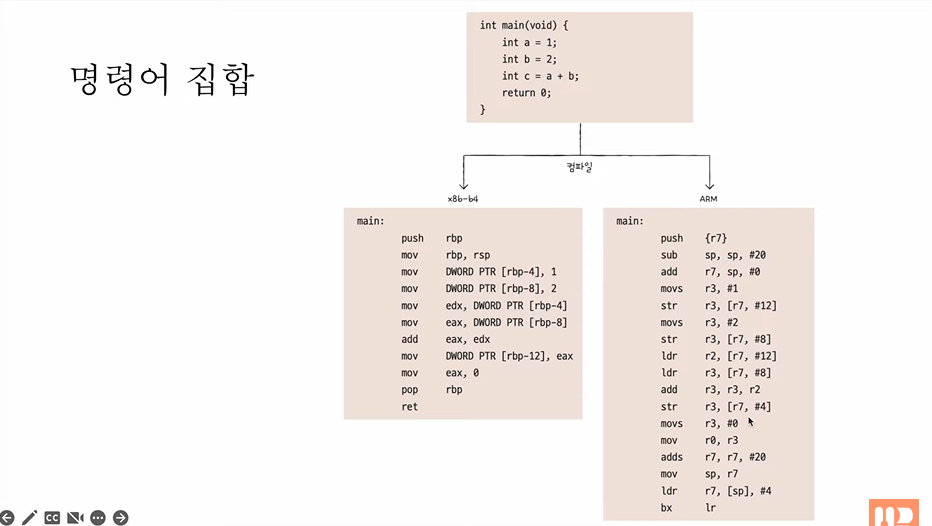 명령어 집합
int main(void) {
    int a = 1;
    int b = 2;
    int c = a + b;
    return 0;
}
컴파일
x86-64
ARM
main:
push rbp
mov rbp, rsp
mov DWORD PTR [rbp-4], 1
mov DWORD PTR [rbp-8], 2
mov edx, DWORD PTR [rbp-4]
mov eax, DWORD PTR [rbp-8]
add eax, edx
mov DWORD PTR [rbp-12], eax
mov eax, 0
pop rbp
ret
main:
push {r7}
sub sp, sp, #20
add r7, sp, #0
movs r3, #1
str r3, [r7, #12]
movs r3, #2
str r3, [r7, #8]
ldr r2, [r7, #12]
ldr r3, [r7, #8]
add r3, r3, r2
str r3, [r7, #4]
movs r3, #0
mov r0, r3
adds r7, r7, #20
mov sp, r7
ldr r7, [sp], #4
bx lr
CC